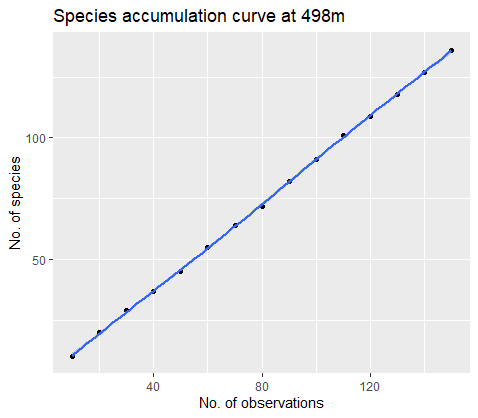 Species accumulation curve at 498m
No. of species
100
50
40
80
120
No. of observations